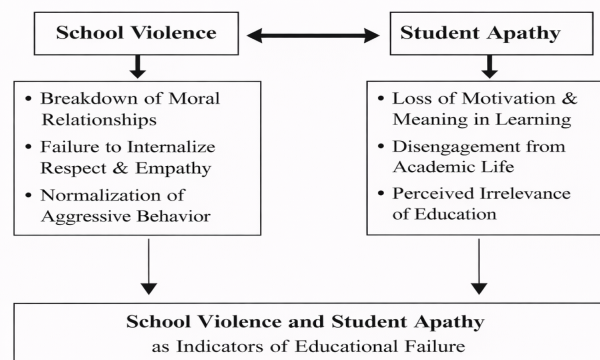 School Violence
Student Apathy
• Breakdown of Moral
Relationships
• Failure to Internalize
Respect & Empathy
• Normalization of
Aggressive Behavior
• Loss of Motivation &
Meaning in Learning
• Disengagement from
Academic Life
• Perceived Irrelevance
of Education
School Violence and Student Apathy
as Indicators of Educational Failure